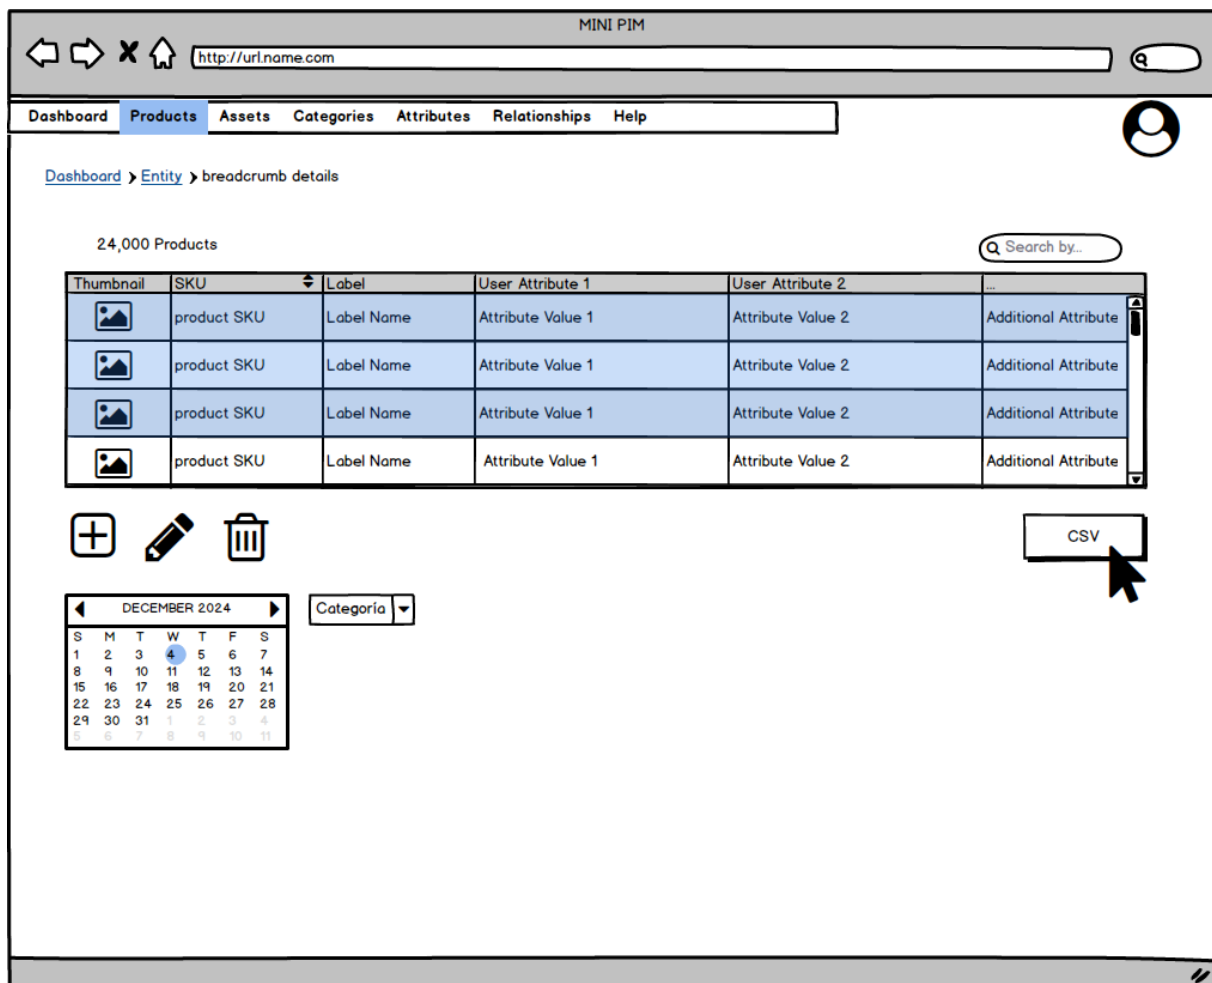 MINI PIM
http://url.name.com
Dashboard Products Assets Categories Attributes Relationships Help
Dashboard Entity breadcrumb details
24,000 Products
Search by...
Thumbnail SKU Label User Attribute 1 User Attribute 2 ...
product SKU Label Name Attribute Value 1 Attribute Value 2 Additional Attribute
product SKU Label Name Attribute Value 1 Attribute Value 2 Additional Attribute
product SKU Label Name Attribute Value 1 Attribute Value 2 Additional Attribute
product SKU Label Name Attribute Value 1 Attribute Value 2 Additional Attribute
CSV
DECEMBER 2024
S M T W T F S
1 2 3 4 5 6 7
8 9 10 11 12 13 14
15 16 17 18 19 20 21
22 23 24 25 26 27 28
29 30 31 1 2 3 4
5 6 7 8 9 10 11
Categoría